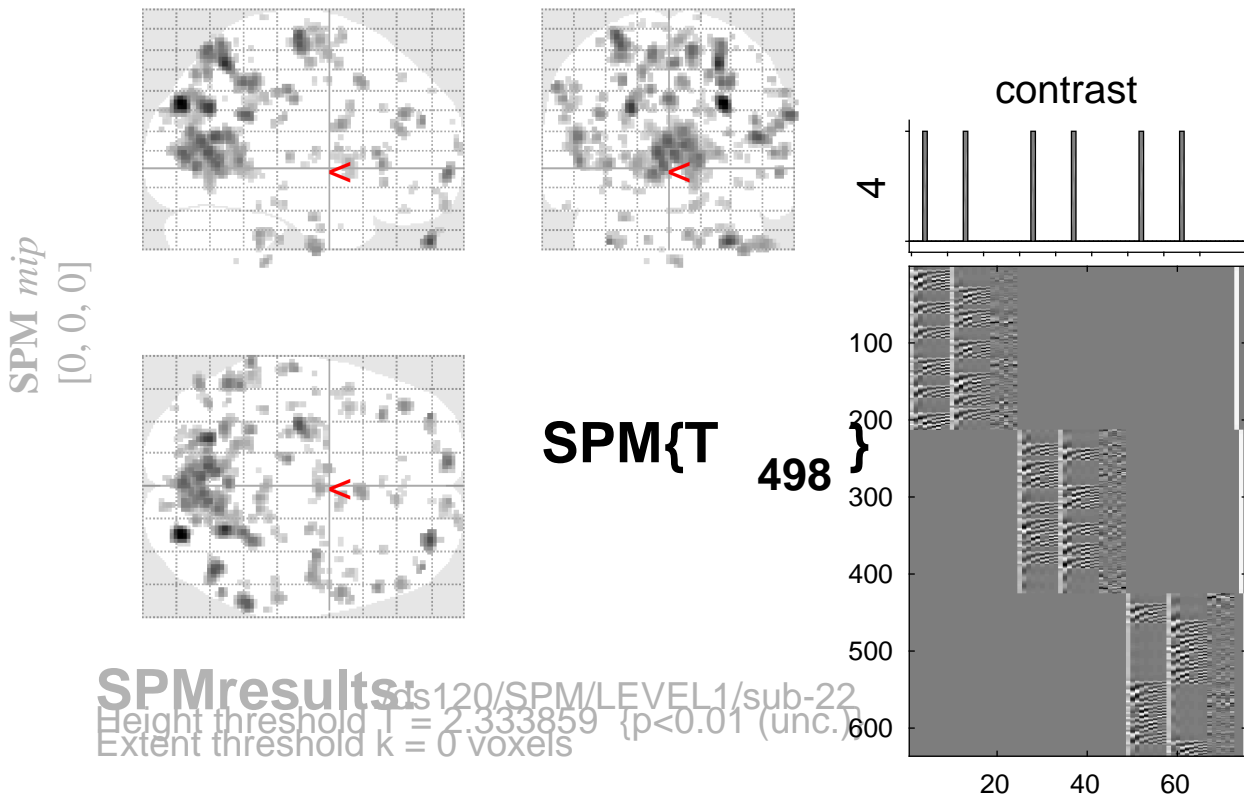 SPM mip
[0, 0, 0]
<
<
<
SPM{T498}
contrast
4
100
200
300
400
500
600
20
40
60
SPMresults: /ds120/SPM/LEVEL1/sub-22
Height threshold T = 2.333859 {p<0.01 (unc.)}
Extent threshold k = 0 voxels